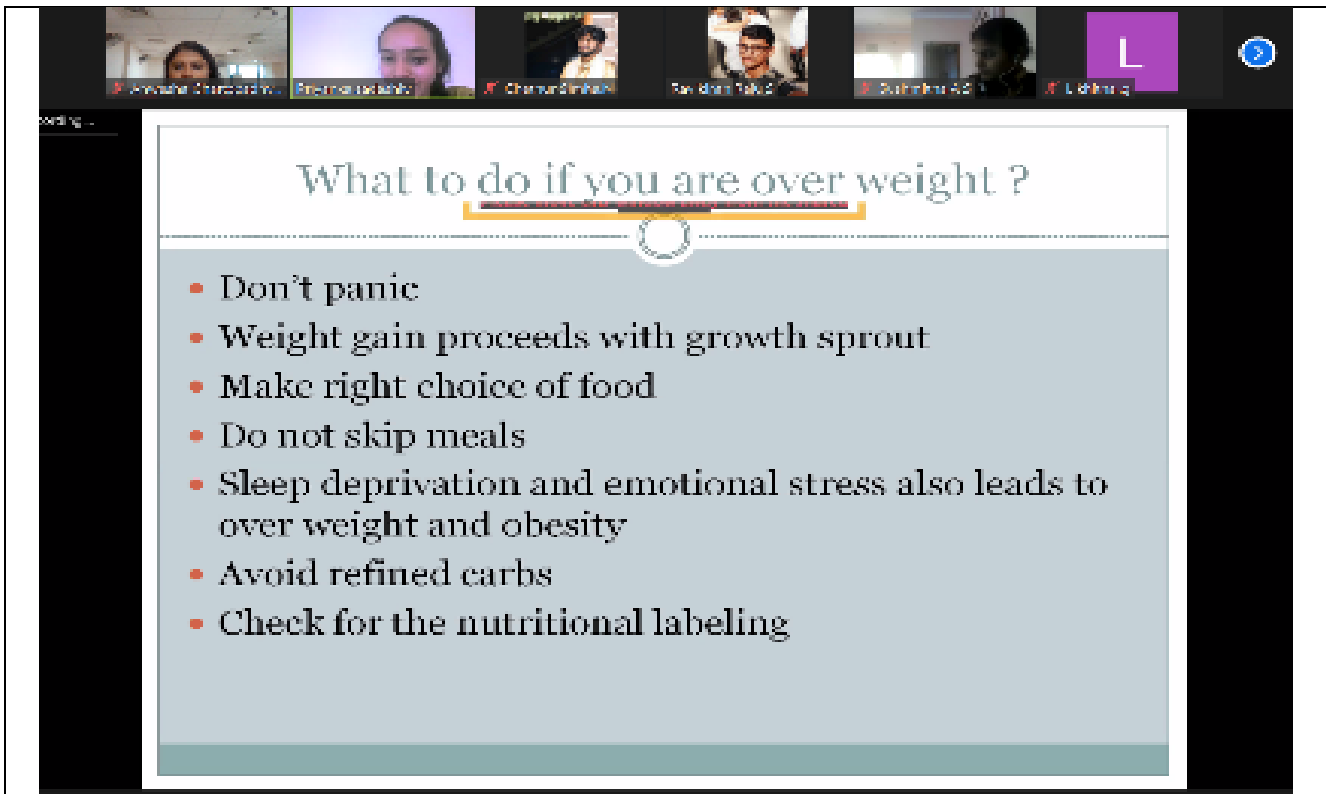 L
What to do if you are over weight ?
• Don't panic
• Weight gain proceeds with growth sprout
• Make right choice of food
• Do not skip meals
• Sleep deprivation and emotional stress also leads to
over weight and obesity
• Avoid refined carbs
• Check for the nutritional labeling